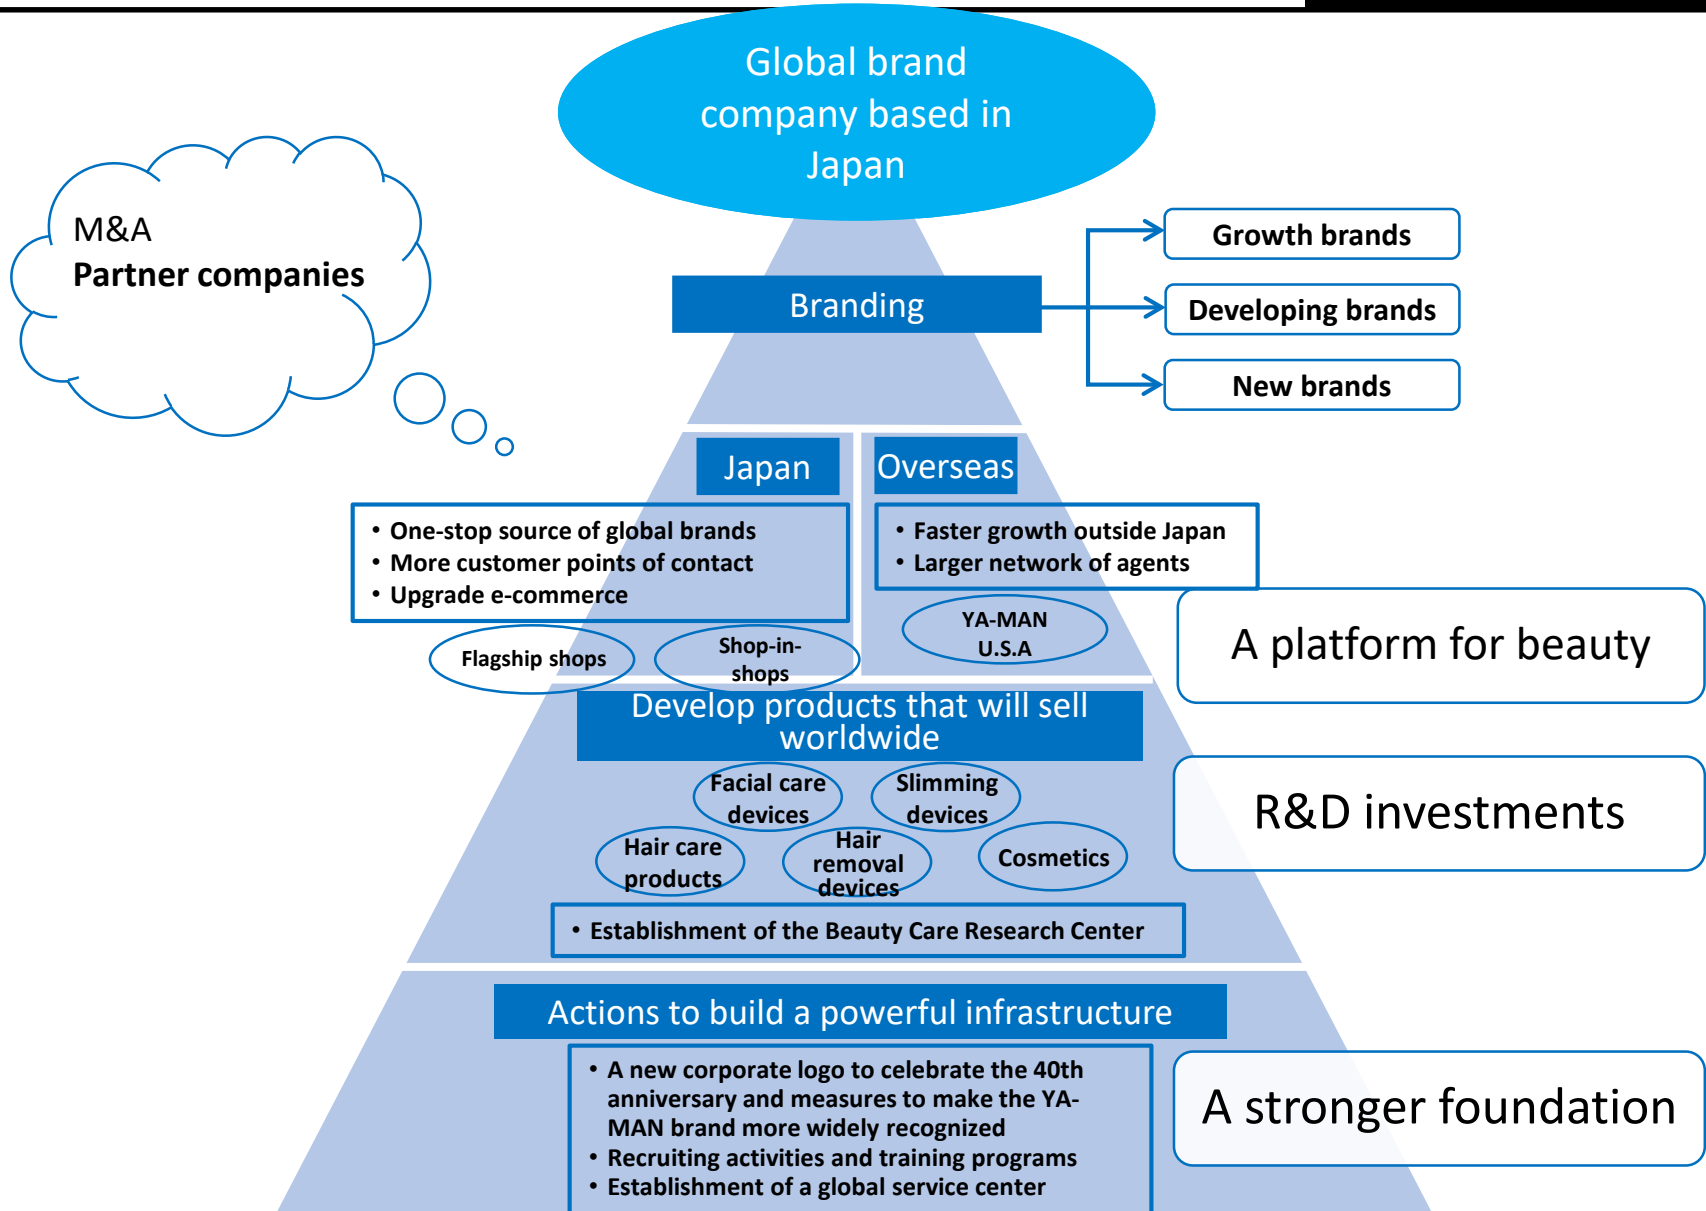 Global brand
company based in
Japan
M&A
Partner companies
Branding
Growth brands
Developing brands
New brands
Japan
Overseas
• One-stop source of global brands
• More customer points of contact
• Upgrade e-commerce
• Faster growth outside Japan
• Larger network of agents
Flagship shops
Shop-in-
shops
YA-MAN
U.S.A
A platform for beauty
Develop products that will sell
worldwide
Facial care
devices
Slimming
devices
Hair care
products
Hair
removal
devices
Cosmetics
R&D investments
• Establishment of the Beauty Care Research Center
Actions to build a powerful infrastructure
• A new corporate logo to celebrate the 40th
anniversary and measures to make the YA-
MAN brand more widely recognized
• Recruiting activities and training programs
• Establishment of a global service center
A stronger foundation